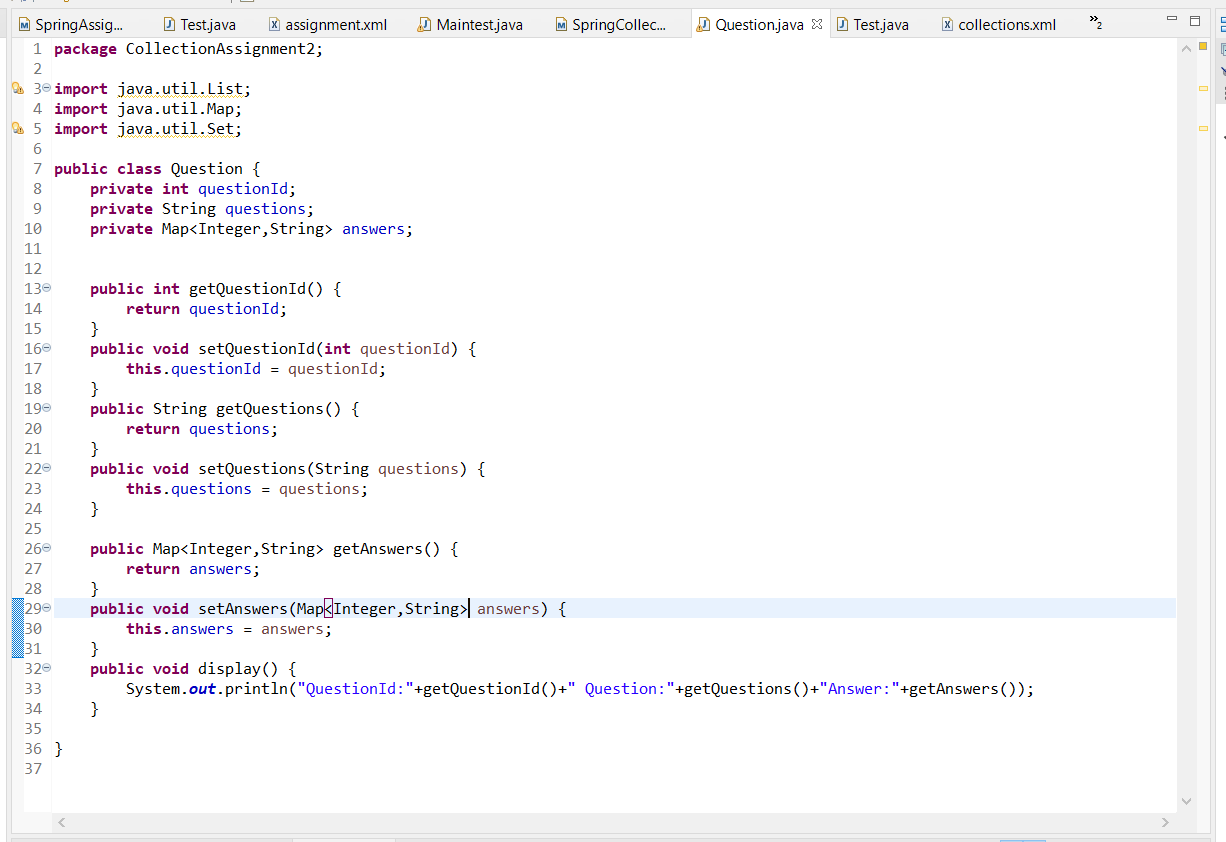 SpringAssig... Test.java assignment.xml Maintest.java SpringCollec... Question.java Test.java collections.xml »2
1 package CollectionAssignment2;
2
3 import java.util.List;
4 import java.util.Map;
5 import java.util.Set;
6
7 public class Question {
8     private int questionId;
9     private String questions;
10     private Map<Integer,String> answers;
11
12
13     public int getQuestionId() {
14         return questionId;
15     }
16     public void setQuestionId(int questionId) {
17         this.questionId = questionId;
18     }
19     public String getQuestions() {
20         return questions;
21     }
22     public void setQuestions(String questions) {
23         this.questions = questions;
24     }
25
26     public Map<Integer,String> getAnswers() {
27         return answers;
28     }
29     public void setAnswers(Map<Integer,String> answers) {
30         this.answers = answers;
31     }
32     public void display() {
33         System.out.println("QuestionId:"+getQuestionId()+" Question:"+getQuestions()+"Answer:"+getAnswers());
34     }
35
36 }
37